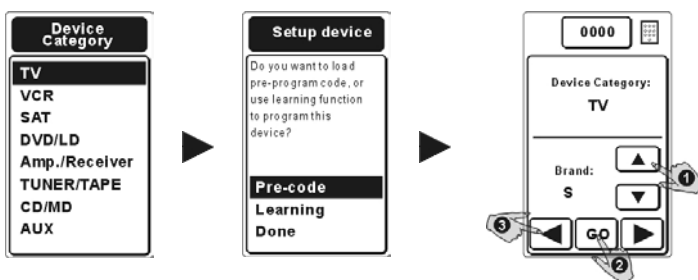 Device
Category
TV
VCR
SAT
DVD/LD
Amp./Receiver
TUNER/TAPE
CD/MD
AUX
Setup device
Do you want to load
pre-program code, or
use learning function
to program this
device?
Pre-code
Learning
Done
0000
Device Category:
TV
Brand:
S
1
3
GO
2